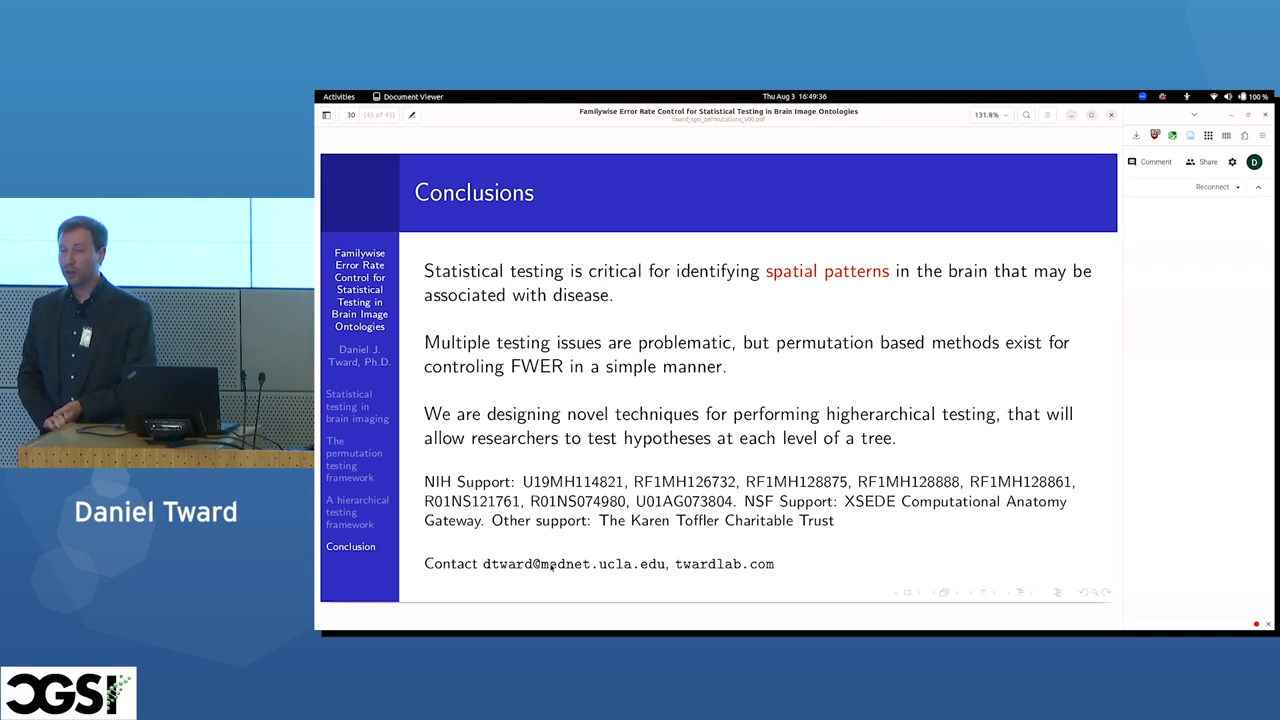 Activities Document Viewer Thu Aug 3 16:49:36 100 %
30 (45 of 45) Familywise Error Rate Control for Statistical Testing in Brain Image Ontologies 131.8%
tward_cgsi_permutations_v00.pdf
Comment Share D
Reconnect
Conclusions
Familywise
Error Rate
Control for
Statistical
Testing in
Brain Image
Ontologies
Daniel J.
Tward, Ph.D.
Statistical
testing in
brain imaging
The
permutation
testing
framework
A hierarchical
testing
framework
Conclusion
Statistical testing is critical for identifying spatial patterns in the brain that may be
associated with disease.
Multiple testing issues are problematic, but permutation based methods exist for
controling FWER in a simple manner.
We are designing novel techniques for performing higherarchical testing, that will
allow researchers to test hypotheses at each level of a tree.
NIH Support: U19MH114821, RF1MH126732, RF1MH128875, RF1MH128888, RF1MH128861,
R01NS121761, R01NS074980, U01AG073804. NSF Support: XSEDE Computational Anatomy
Gateway. Other support: The Karen Toffler Charitable Trust
Contact dtward@mednet.ucla.edu, twardlab.com
Daniel Tward
CGSI